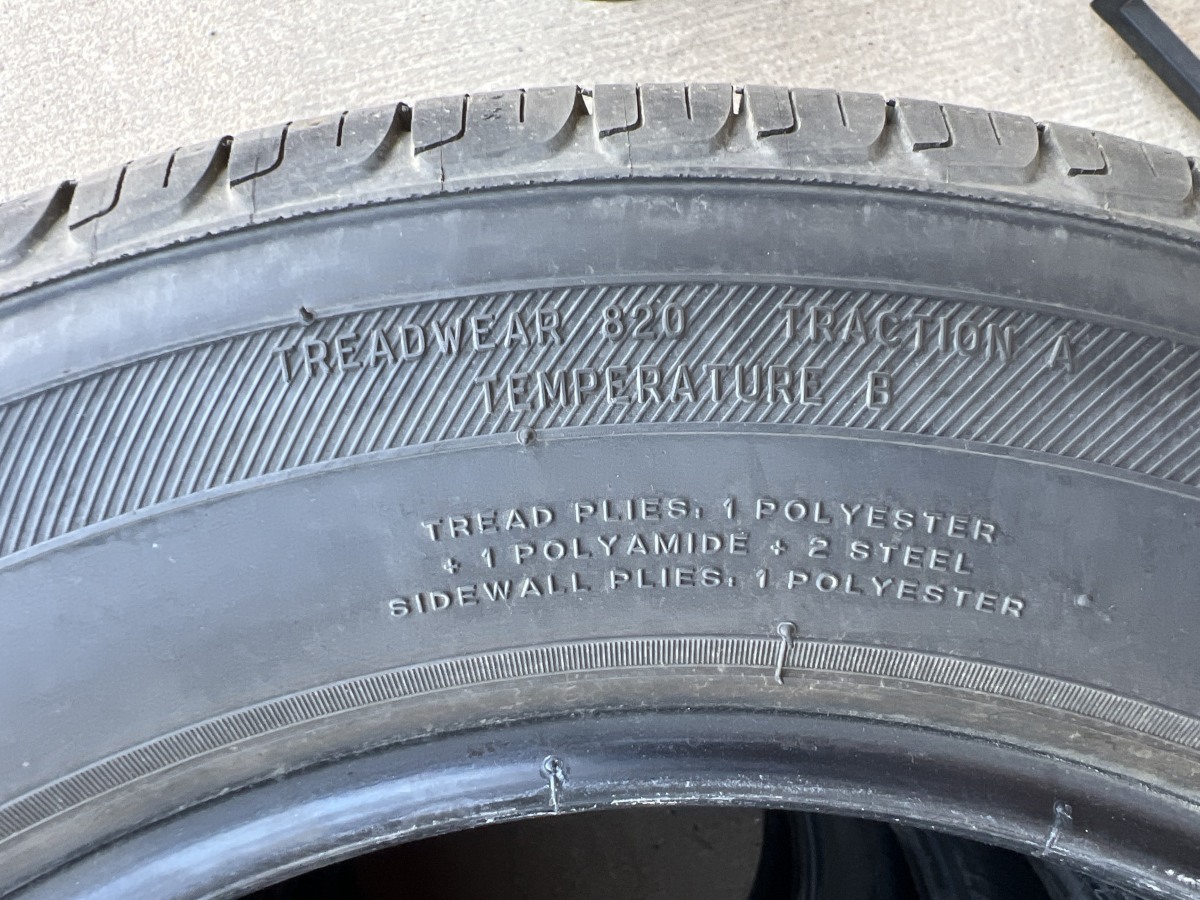 TREADWEAR 820 TRACTION A
TEMPERATURE B
TREAD PLIES: 1 POLYESTER
+ 1 POLYAMIDE + 2 STEEL
SIDEWALL PLIES: 1 POLYESTER